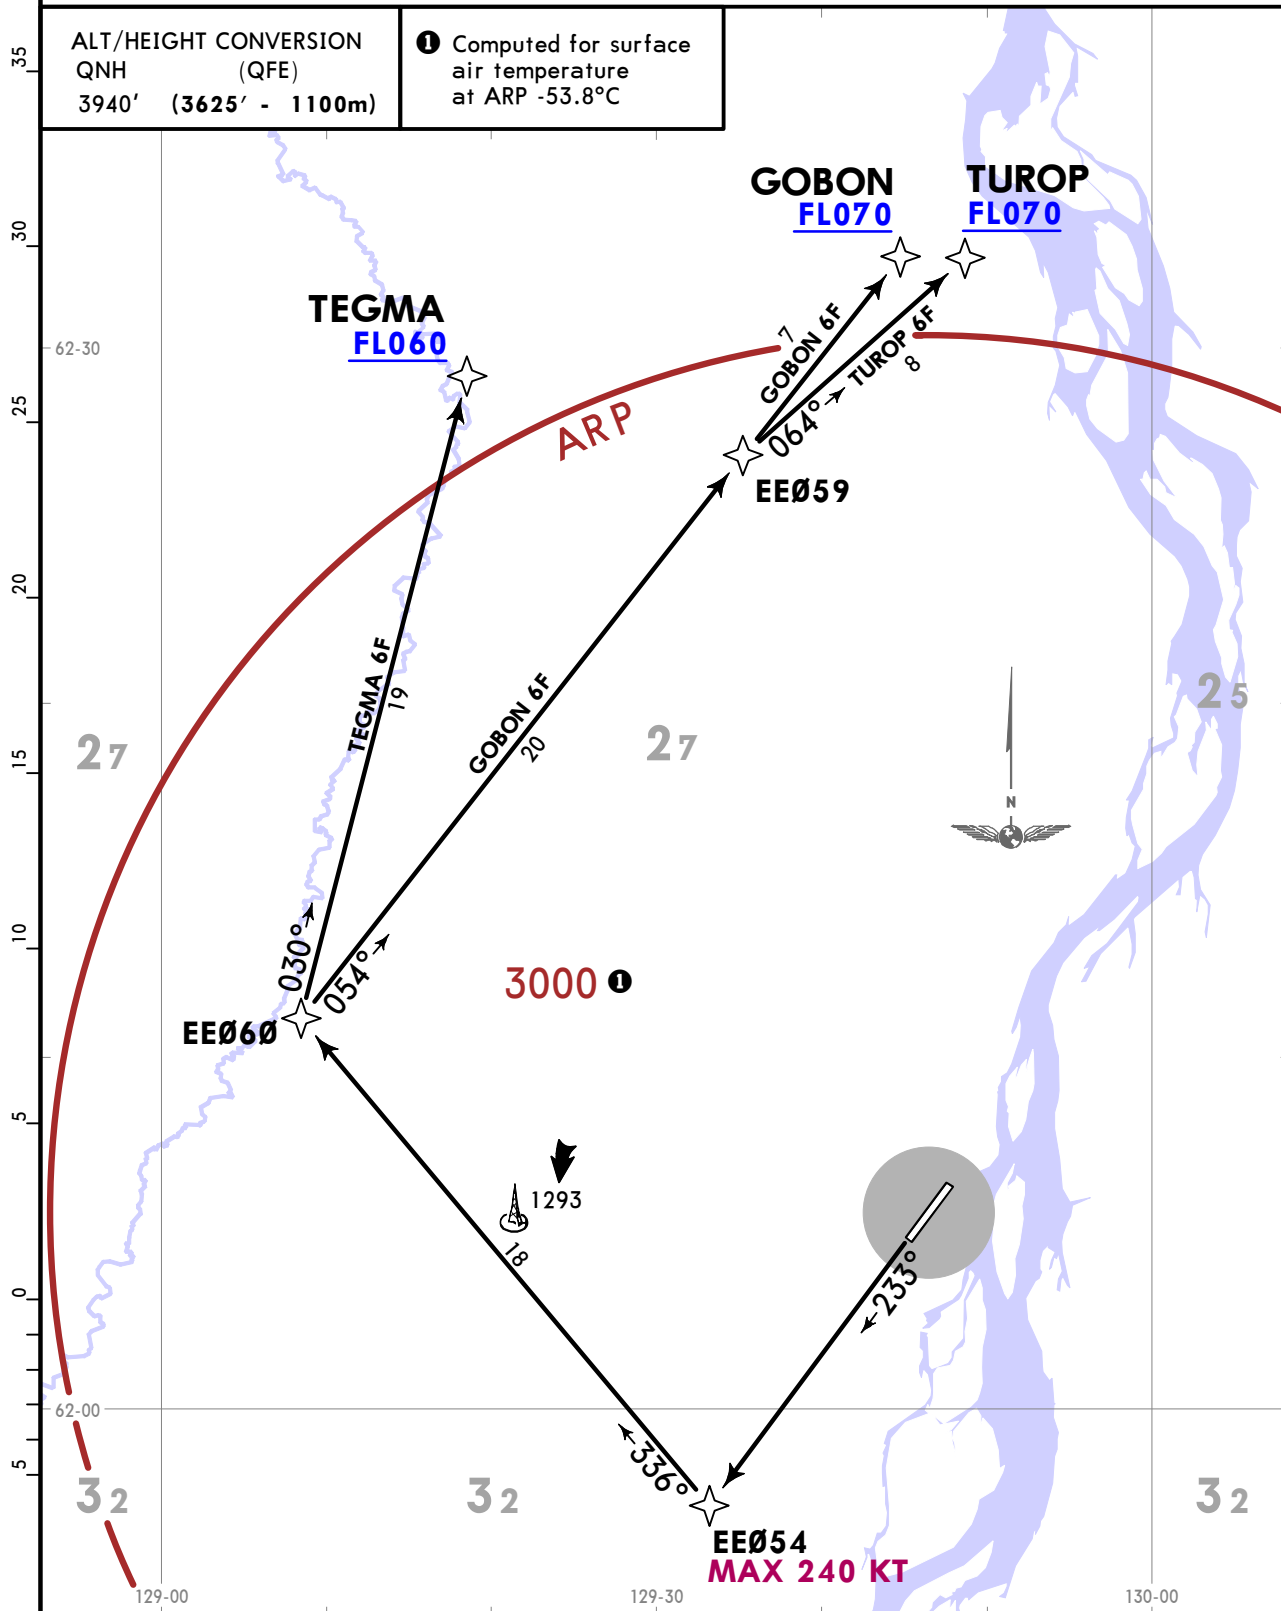 ALT/HEIGHT CONVERSION
QNH (QFE)
3940' (3625' - 1100m)
❶ Computed for surface
air temperature
at ARP -53.8°C
35
30
25
20
15
10
5
0
5
GOBON
FL070
TUROP
FL070
TEGMA
FL060
62-30
ARP
GOBON 6F
7
TUROP 6F
8
064°
EEØ59
TEGMA 6F
19
GOBON 6F
20
27
27
25
N
030°
054°
3000 ❶
EEØ60
1293
18
233°
62-00
336°
32
32
32
EEØ54
MAX 240 KT
129-00
129-30
130-00